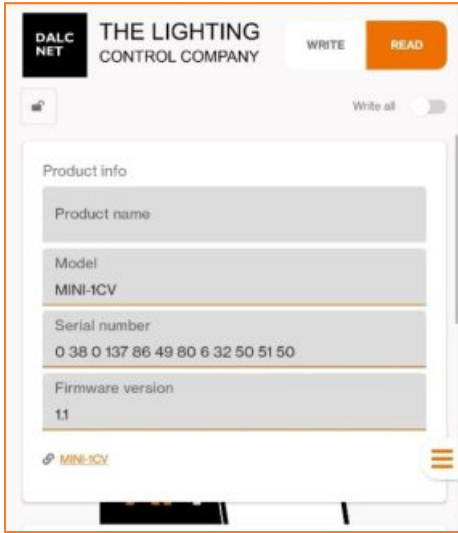 DALC
NET
THE LIGHTING
CONTROL COMPANY
WRITE
READ
Write all
Product info
Product name
Model
MINI-1CV
Serial number
0 38 0 137 86 49 80 6 32 50 51 50
Firmware version
1.1
MINI-1CV